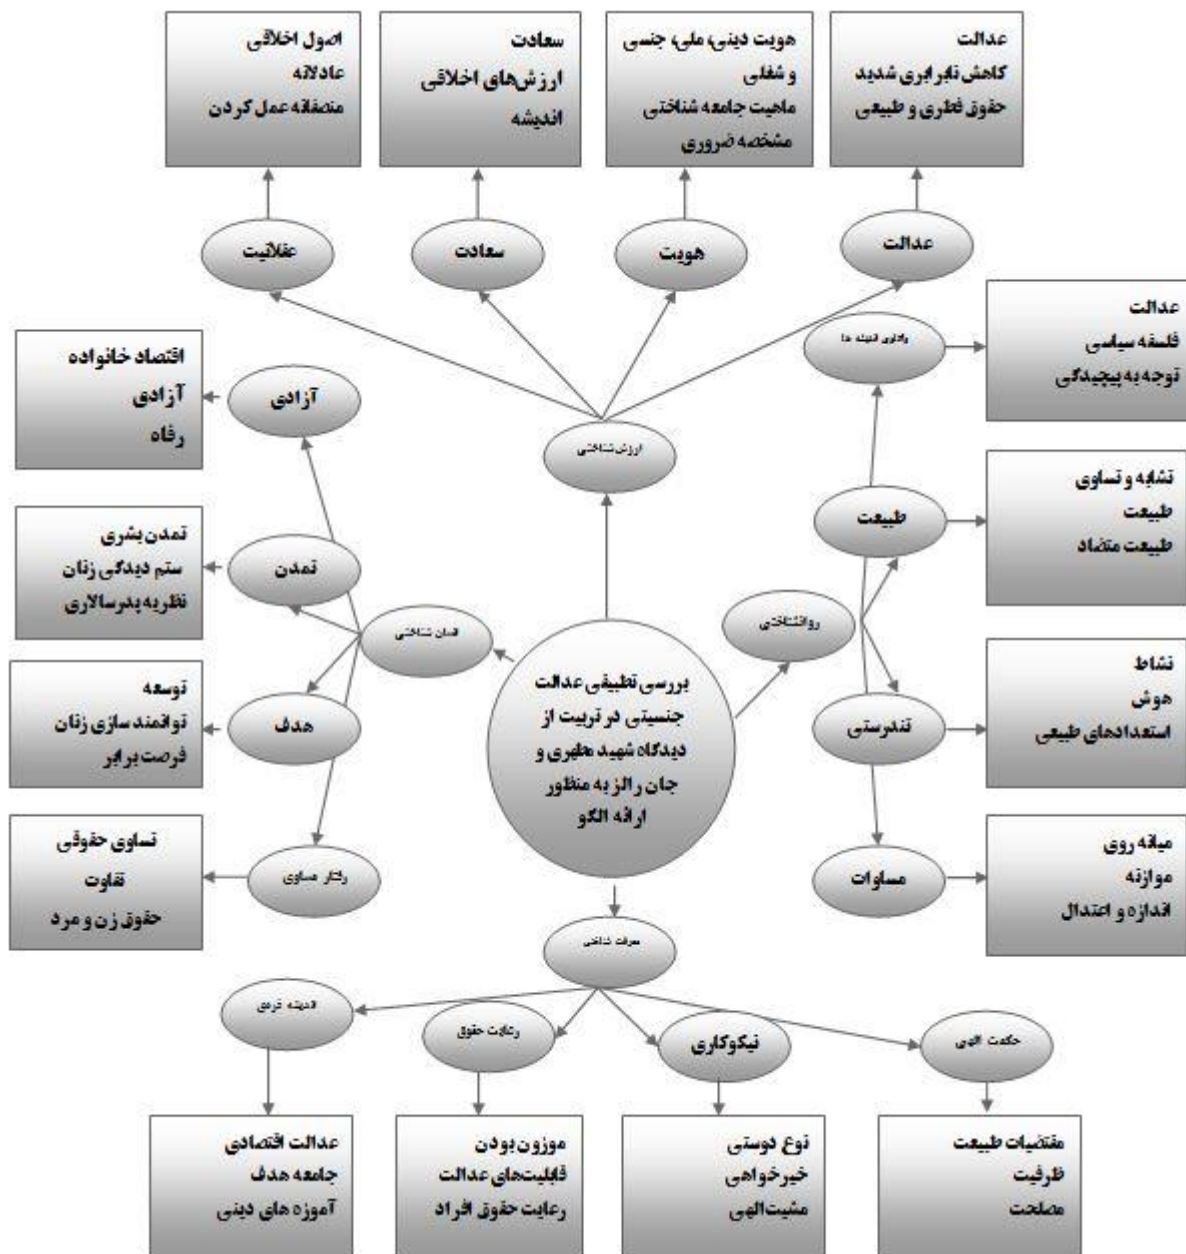 عدالت
کاهش نابرابری شدید
حقوق فطری و طبیعی
هویت دینی، ملی، جنسی
و شغلی
ماهیت جامعه شناختی
مشخصه ضروری
سعادت
ارزش‌های اخلاقی
اندیشه
اصول اخلاقی
عادلانه
منصفانه عمل کردن
عدالت
هویت
سعادت
عقلانیت
ارزش شناختی
عدالت
فلسفه سیاسی
توجه به پیچیدگی
اندیشه ها
تشابه و تساوی
طبیعت
طبیعت متضاد
طبیعت
روانشناختی
نشاط
هوش
استعدادهای طبیعی
تندرستی
میانه روی
موازنه
اندازه و اعتدال
مساوات
بررسی تطبیقی عدالت
جنسیتی در تربیت از
دیدگاه شهید مطهری و
جان رالز به منظور
ارائه الگو
انسان شناختی
آزادی
اقتصاد خانواده
آزادی
رفاه
تمدن
تمدن بشری
ستم دیدگی زنان
نظریه پدرسالاری
هدف
توسعه
توانمند سازی زنان
فرصت برابر
رفتار مساوی
تساوی حقوقی
تفاوت
حقوق زن و مرد
معرفت شناختی
حکمت الهی
نیکوکاری
رعایت حقوق
اندیشه فردی
مقتضیات طبیعت
ظرفیت
مصلحت
نوع دوستی
خیرخواهی
مشیت‌الهی
موزون بودن
قابلیت‌های عدالت
رعایت حقوق افراد
عدالت اقتصادی
جامعه هدف
آموزه های دینی